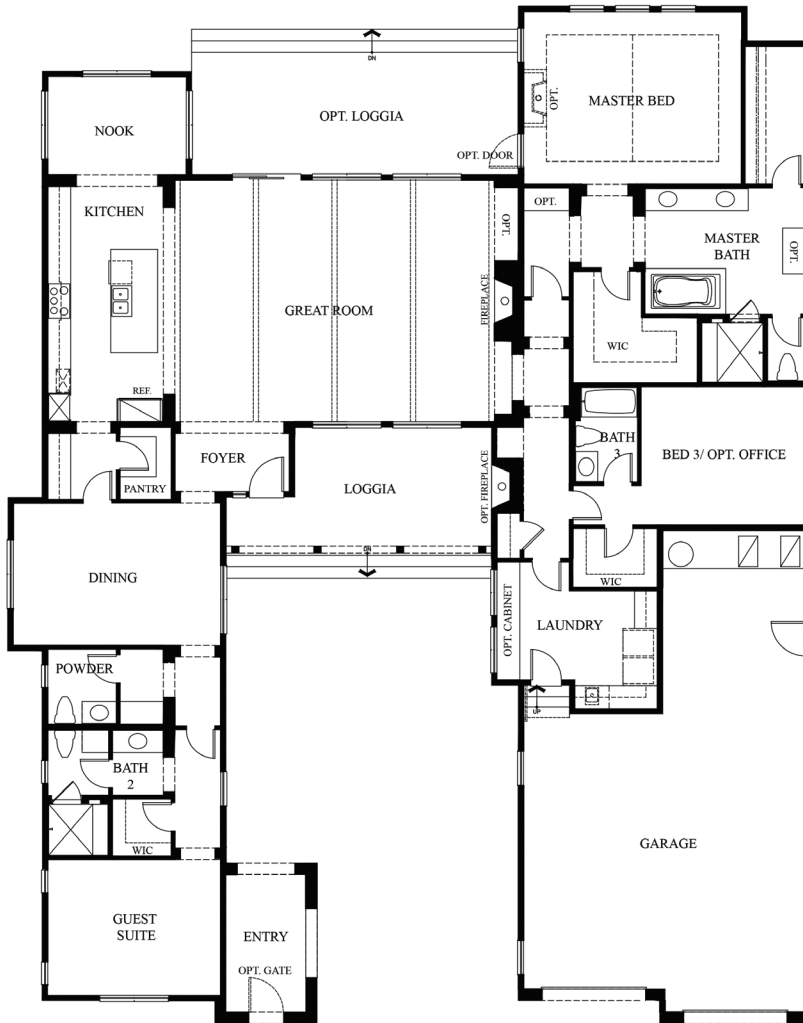 DN
OPT.
MASTER BED
NOOK
OPT. LOGGIA
OPT. DOOR
KITCHEN
OPT.
OPT.
MASTER
BATH
OPT.
FIREPLACE
GREAT ROOM
WIC
REF.
BATH
3
BED 3/ OPT. OFFICE
FOYER
PANTRY
LOGGIA
OPT. FIREPLACE
DN
DINING
WIC
OPT. CABINET
LAUNDRY
POWDER
UP
BATH
2
WIC
GARAGE
GUEST
SUITE
ENTRY
OPT. GATE